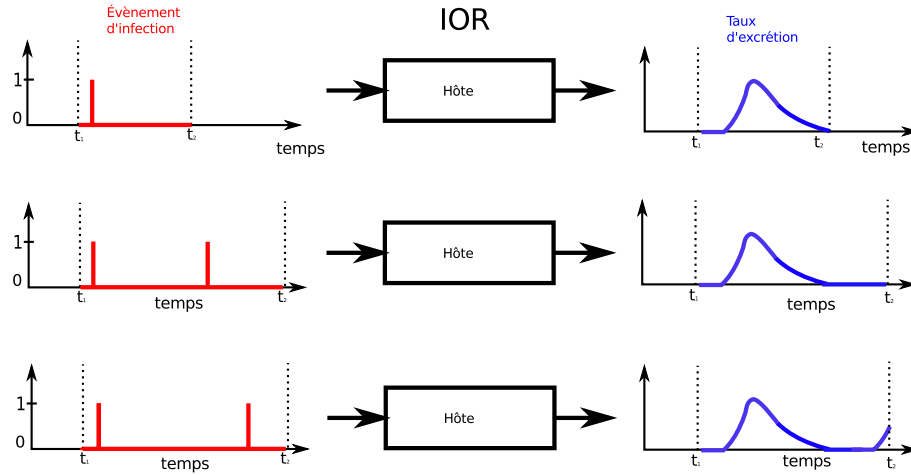 Évènement
d'infection
IOR
Taux
d'excrétion
1
0
t₁
t₂
temps
Hôte
t₁
t₂
temps
1
0
t₁
temps
t₂
Hôte
t₁
temps
t₂
1
0
t₁
temps
t₂
Hôte
t₁
temps
t₂